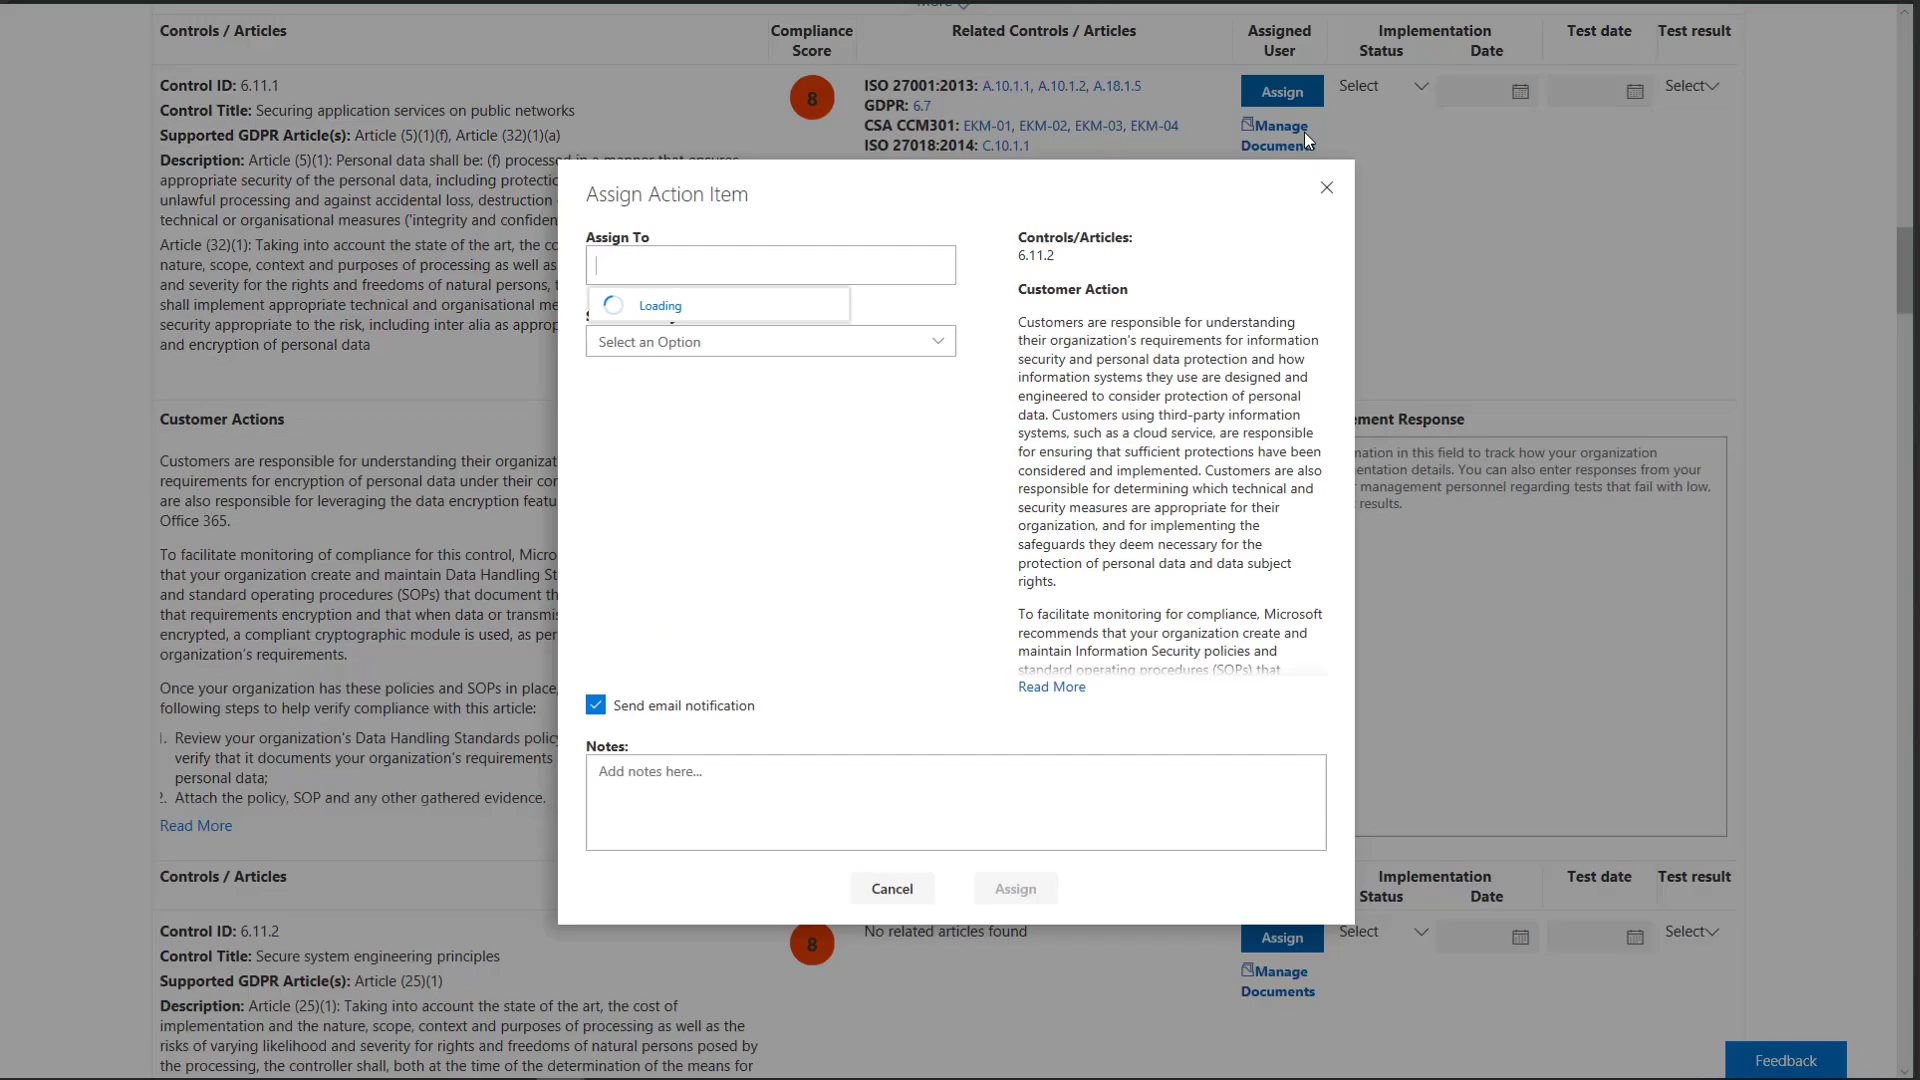 Controls / Articles
Compliance Score
Related Controls / Articles
Assigned User
Implementation
Status Date
Test date
Test result
Control ID: 6.11.1
Control Title: Securing application services on public networks
Supported GDPR Article(s): Article (5)(1)(f), Article (32)(1)(a)
Description: Article (5)(1): Personal data shall be: (f) processed in a manner that ensures
appropriate security of the personal data, including protectio
unlawful processing and against accidental loss, destruction
technical or organisational measures ('integrity and confiden
Article (32)(1): Taking into account the state of the art, the co
nature, scope, context and purposes of processing as well as
and severity for the rights and freedoms of natural persons, t
shall implement appropriate technical and organisational me
security appropriate to the risk, including inter alia as approp
and encryption of personal data
8
ISO 27001:2013: A.10.1.1, A.10.1.2, A.18.1.5
GDPR: 6.7
CSA CCM301: EKM-01, EKM-02, EKM-03, EKM-04
ISO 27018:2014: C.10.1.1
Assign
Manage
Documen
Select
Select
Customer Actions
Customers are responsible for understanding their organizat
requirements for encryption of personal data under their con
are also responsible for leveraging the data encryption featu
Office 365.
To facilitate monitoring of compliance for this control, Micro
that your organization create and maintain Data Handling St
and standard operating procedures (SOPs) that document th
that requirements encryption and that when data or transmis
encrypted, a compliant cryptographic module is used, as per
organization's requirements.
Once your organization has these policies and SOPs in place,
following steps to help verify compliance with this article:
1. Review your organization's Data Handling Standards policy
verify that it documents your organization's requirements
personal data;
2. Attach the policy, SOP and any other gathered evidence.
Read More
Assign Action Item
Assign To
Loading
Select an Option
Send email notification
Notes:
Add notes here...
Cancel
Assign
Controls/Articles:
6.11.2
Customer Action
Customers are responsible for understanding
their organization's requirements for information
security and personal data protection and how
information systems they use are designed and
engineered to consider protection of personal
data. Customers using third-party information
systems, such as a cloud service, are responsible
for ensuring that sufficient protections have been
considered and implemented. Customers are also
responsible for determining which technical and
security measures are appropriate for their
organization, and for implementing the
safeguards they deem necessary for the
protection of personal data and data subject
rights.
To facilitate monitoring for compliance, Microsoft
recommends that your organization create and
maintain Information Security policies and
standard operating procedures (SOPs) that
Read More
ement Response
mation in this field to track how your organization
entation details. You can also enter responses from your
management personnel regarding tests that fail with low,
results.
Controls / Articles
Implementation
Status Date
Test date
Test result
Control ID: 6.11.2
Control Title: Secure system engineering principles
Supported GDPR Article(s): Article (25)(1)
Description: Article (25)(1): Taking into account the state of the art, the cost of
implementation and the nature, scope, context and purposes of processing as well as the
risks of varying likelihood and severity for rights and freedoms of natural persons posed by
the processing, the controller shall, both at the time of the determination of the means for
8
No related articles found
Assign
Manage
Documents
Select
Select
Feedback